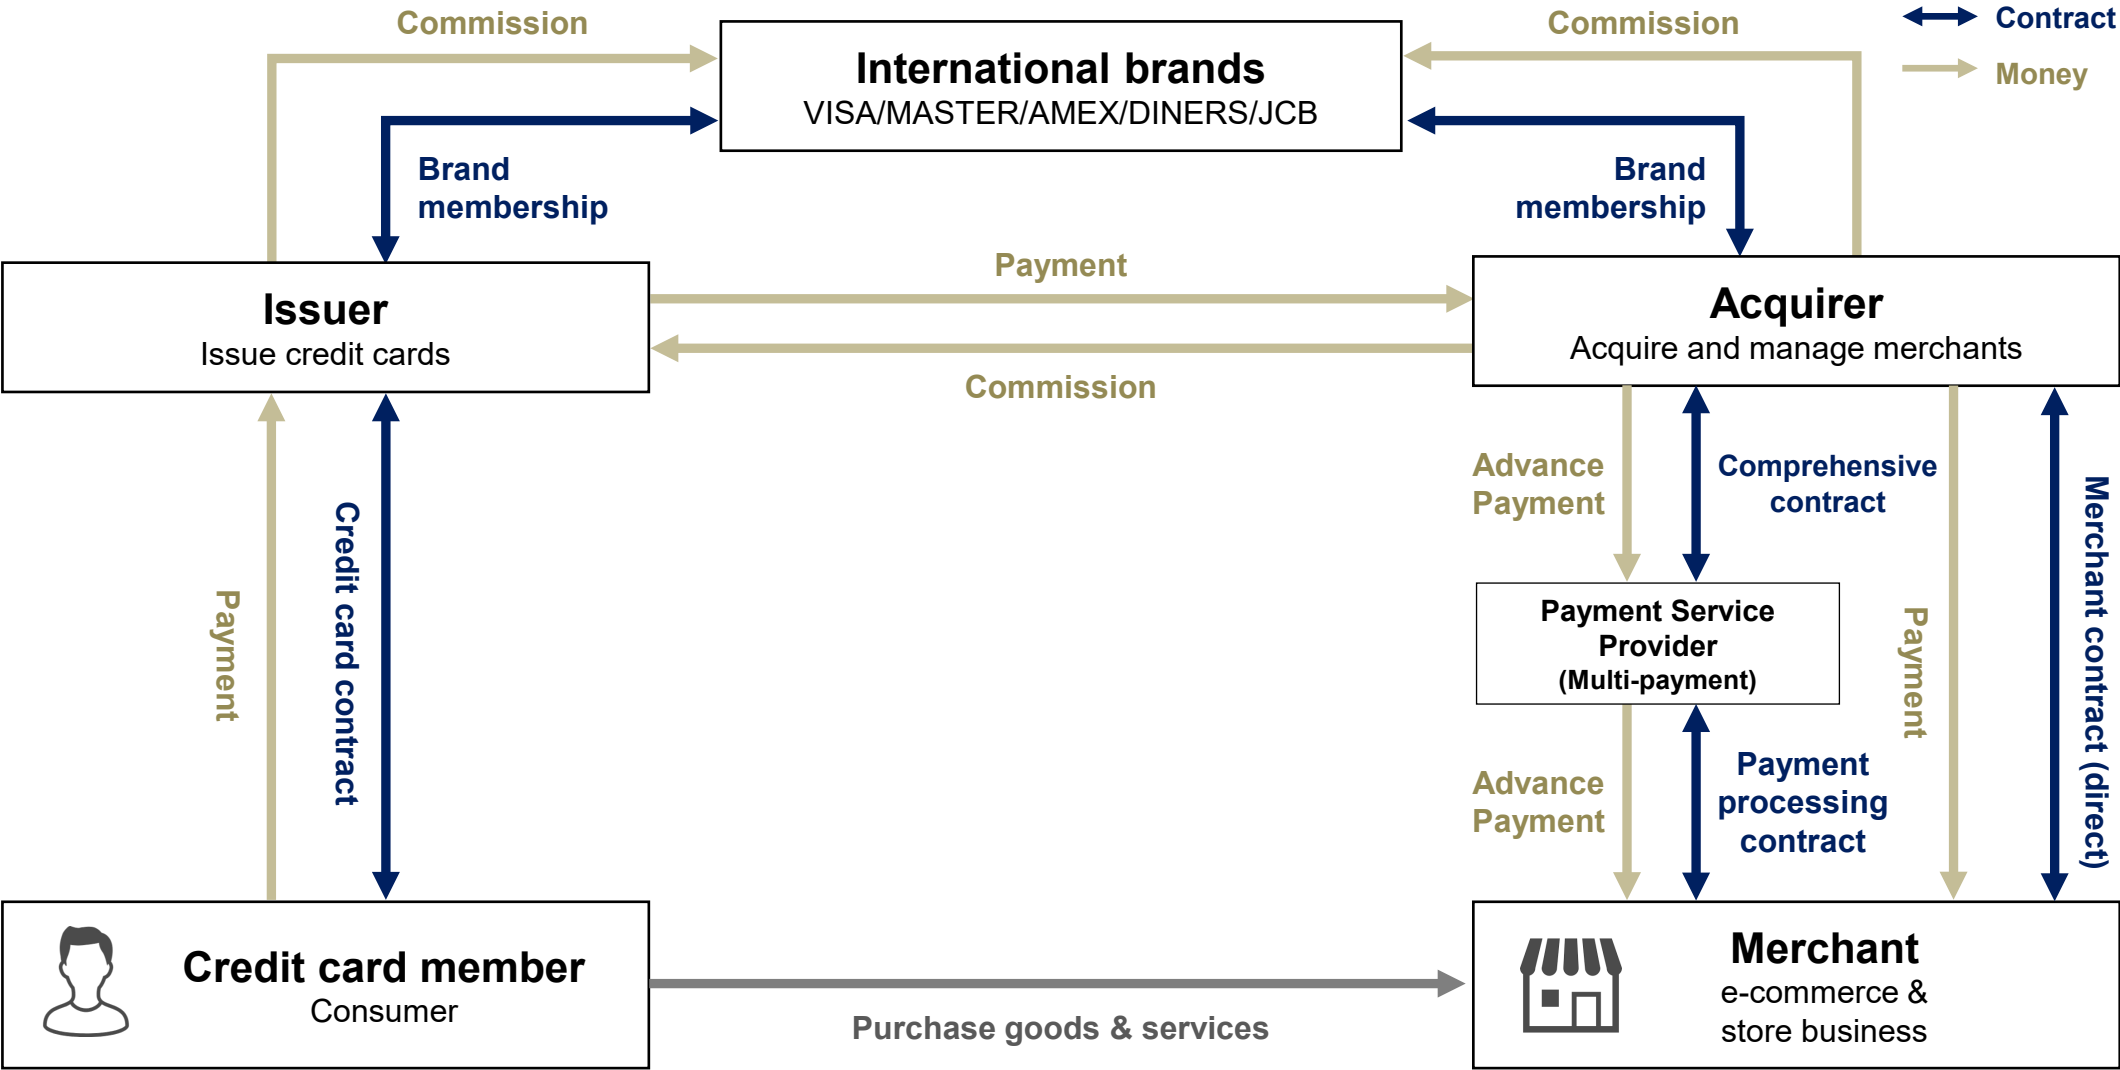 Commission
Commission
Contract
Money
International brands
VISA/MASTER/AMEX/DINERS/JCB
Brand
membership
Brand
membership
Issuer
Issue credit cards
Payment
Commission
Acquirer
Acquire and manage merchants
Payment
Credit card contract
Advance
Payment
Comprehensive
contract
Payment
Merchant contract (direct)
Payment Service
Provider
(Multi-payment)
Advance
Payment
Payment
processing
contract
Credit card member
Consumer
Purchase goods & services
Merchant
e-commerce &
store business